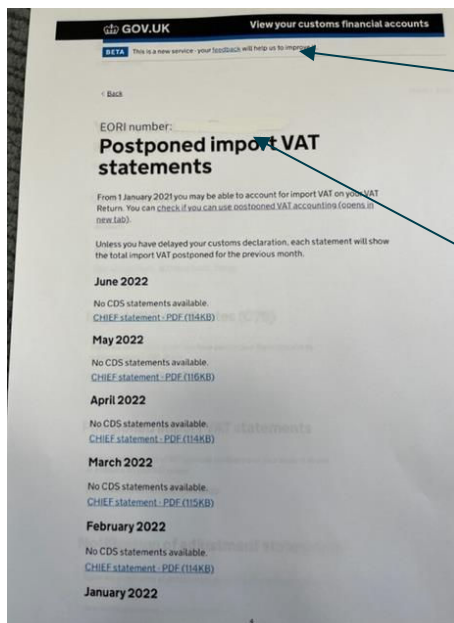 GOV.UK View your customs financial accounts
BETA This is a new service - your feedback will help us to improve
< Back
EORI number:
Postponed import VAT
statements
From 1 January 2021 you may be able to account for import VAT on your VAT
Return. You can check if you can use postponed VAT accounting (opens in
new tab).
Unless you have delayed your customs declaration, each statement will show
the total import VAT postponed for the previous month.
June 2022
No CDS statements available.
CHIEF statement - PDF (114KB)
May 2022
No CDS statements available.
CHIEF statement - PDF (116KB)
April 2022
No CDS statements available.
CHIEF statement - PDF (114KB)
March 2022
No CDS statements available.
CHIEF statement - PDF (115KB)
February 2022
No CDS statements available.
CHIEF statement - PDF (114KB)
January 2022